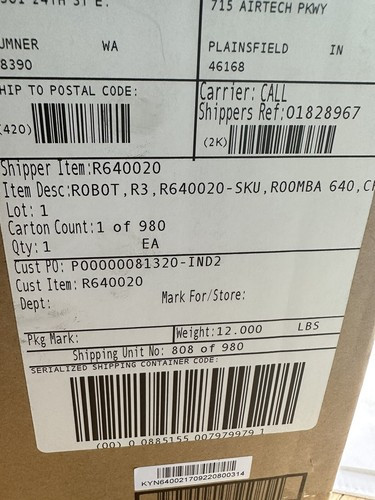 715 AIRTECH PKWY
UMNER WA
8390
PLAINSFIELD IN
46168
HIP TO POSTAL CODE:
(420)
Carrier: CALL
Shippers Ref:01828967
(2K)
Shipper Item:R640020
Item Desc:ROBOT,R3,R640020-SKU,ROOMBA 640,C
Lot: 1
Carton Count:1 of 980
Qty: 1 EA
Cust PO: P00000081320-IND2
Cust Item: R640020
Dept: Mark For/Store:
Pkg Mark: Weight:12.000 LBS
Shipping Unit No: 808 of 980
SERIALIZED SHIPPING CONTAINER CODE:
(00) 0 0885155 007979979 1
KYN640021709220800314